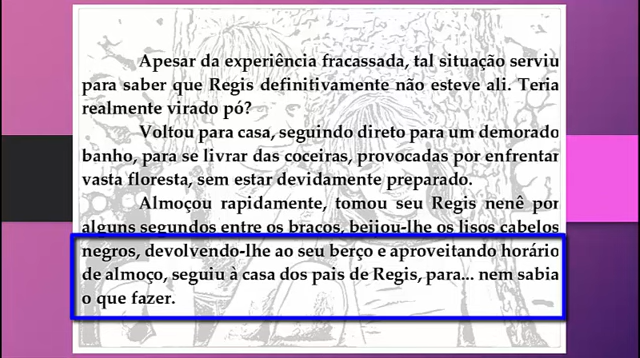 Apesar da experiência fracassada, tal situação serviu
para saber que Regis definitivamente não esteve ali. Teria
realmente virado pó?
Voltou para casa, seguindo direto para um demorado
banho, para se livrar das coceiras, provocadas por enfrentar
vasta floresta, sem estar devidamente preparado.
Almoçou rapidamente, tomou seu Regis nenê por
alguns segundos entre os braços, beijou-lhe os lisos cabelos
negros, devolvendo-lhe ao seu berço e aproveitando horário
de almoço, seguiu à casa dos pais de Regis, para... nem sabia
o que fazer.